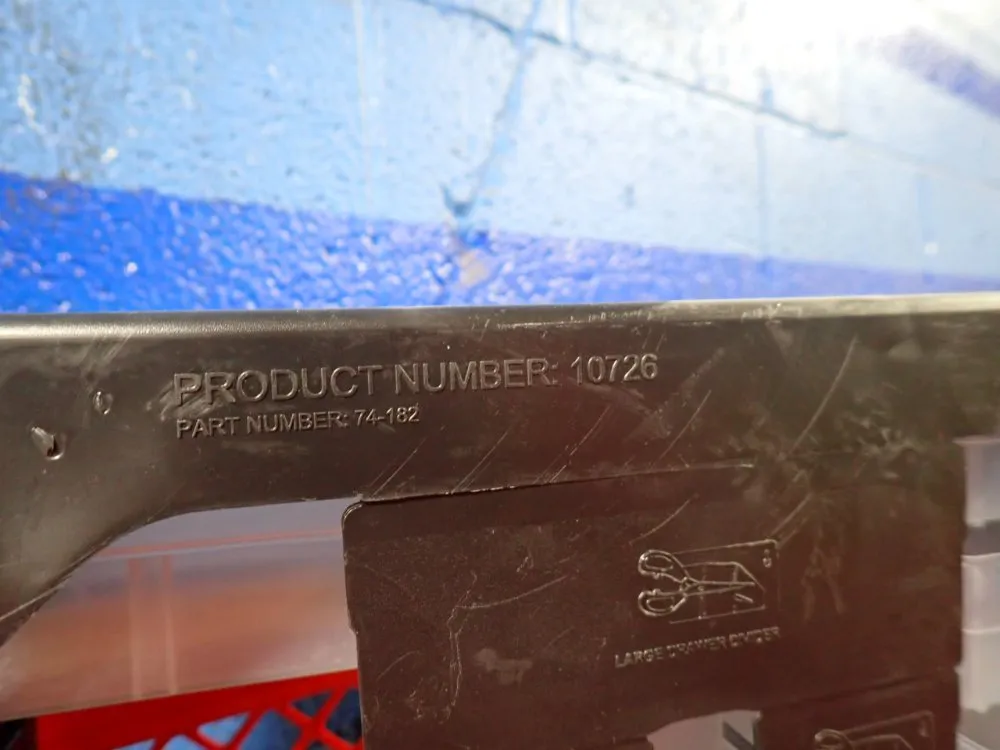 PRODUCT NUMBER: 10726
PART NUMBER: 74-182
LARGE DRAWER DIVIDER